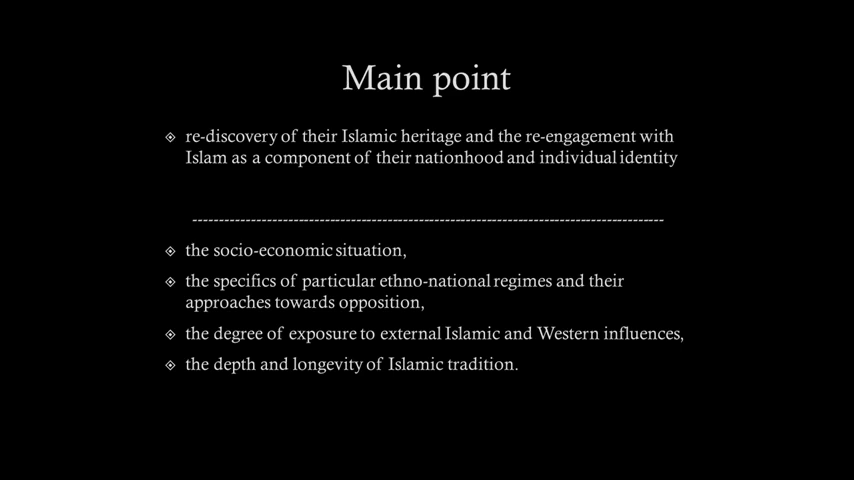 Main point
re-discovery of their Islamic heritage and the re-engagement with
Islam as a component of their nationhood and individual identity
------------------------------------------------------------------------------------------
the socio-economic situation,
the specifics of particular ethno-national regimes and their
approaches towards opposition,
the degree of exposure to external Islamic and Western influences,
the depth and longevity of Islamic tradition.